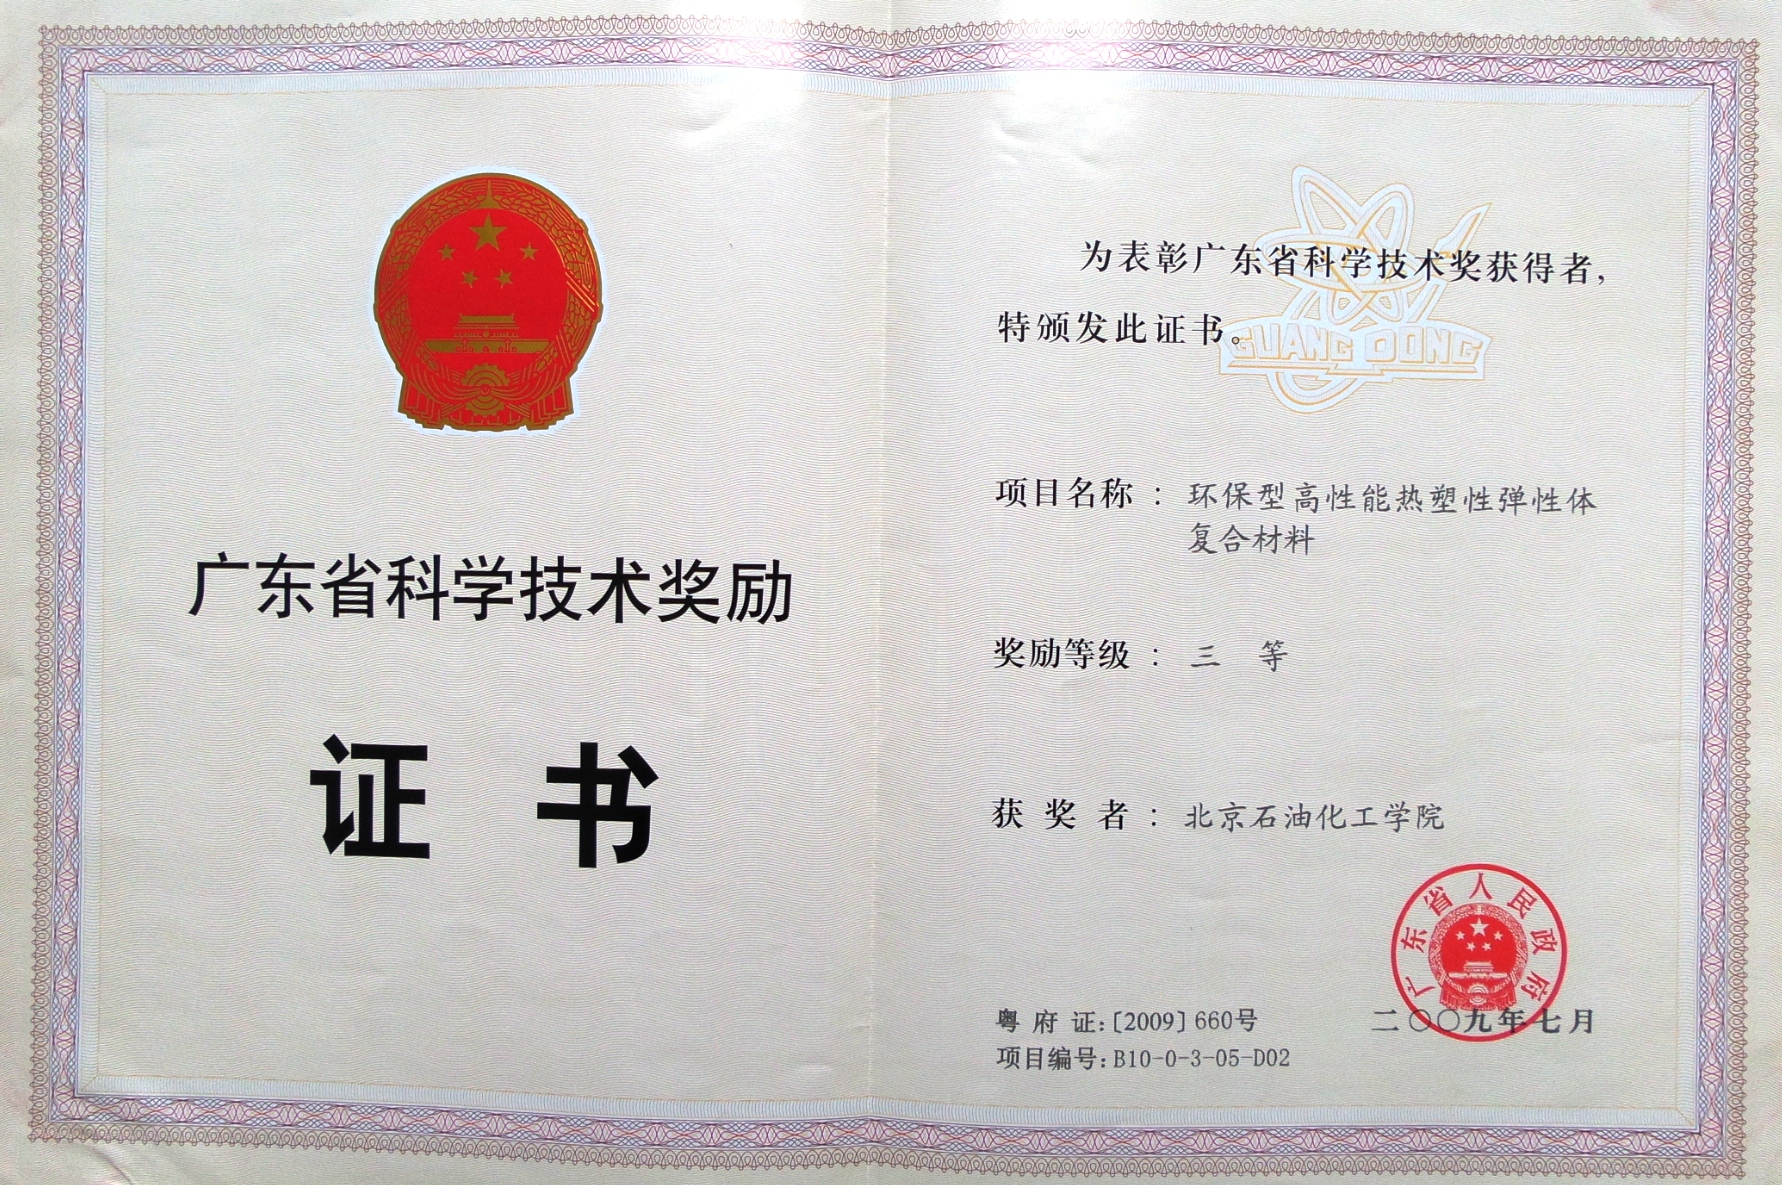 广东省科学技术奖励
证 书
GUANG DONG
为表彰广东省科学技术奖获得者,
特颁发此证书。
项目名称 : 环保型高性能热塑性弹性体
复合材料
奖励等级 : 三 等
获 奖 者 : 北京石油化工学院
广东省人民政府
粤 府 证:〔2009〕660号
二〇〇九年七月
项目编号:B10-0-3-05-D02